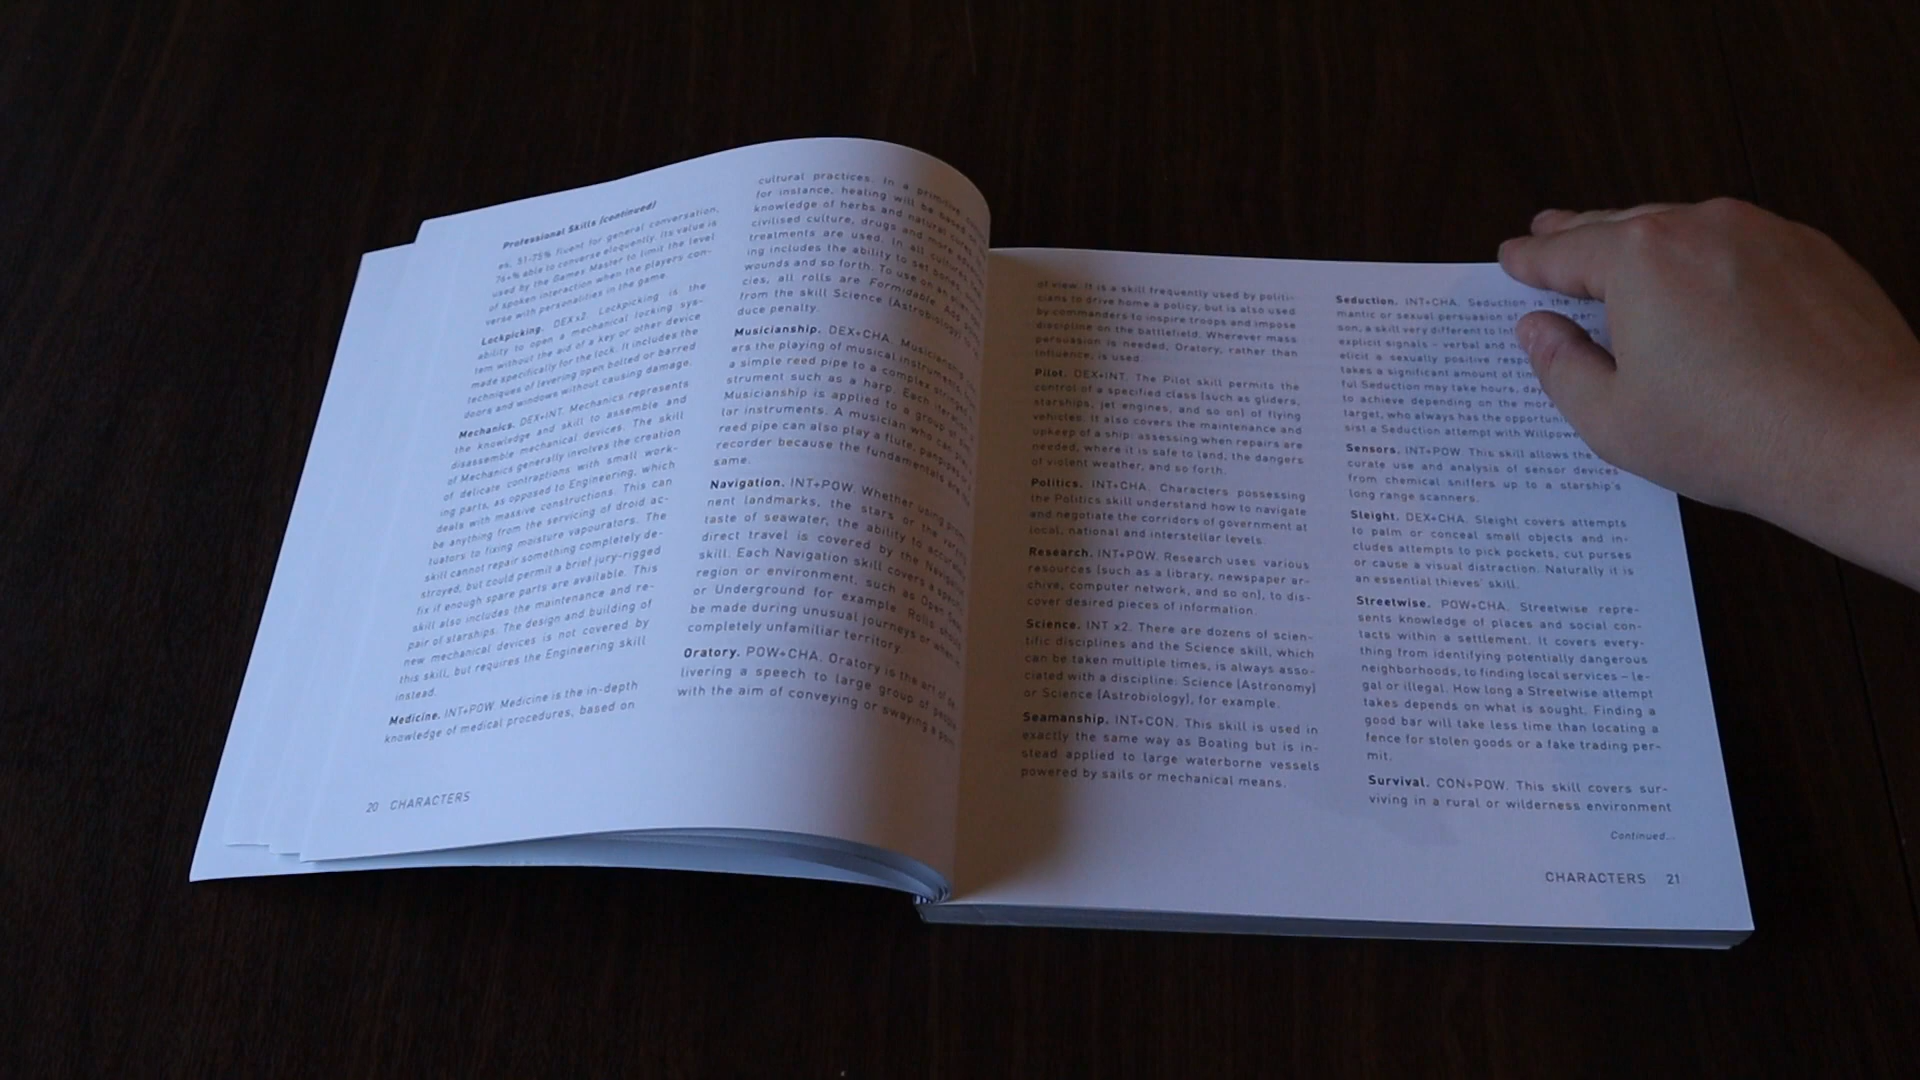 Professional Skills (continued)
es. 51-75% fluent for general conversation,
76+% able to converse eloquently. Its value is
used by the Games Master to limit the level
of spoken interaction when the players con-
verse with personalities in the game.
Lockpicking. DEXx2. Lockpicking is the
ability to open a mechanical locking sys-
tem without the aid of a key or other device
made specifically for the lock. It includes the
techniques of levering open bolted or barred
doors and windows without causing damage.
Mechanics. DEX+INT. Mechanics represents
the knowledge and skill to assemble and
disassemble mechanical devices. The skill
of Mechanics generally involves the creation
of delicate contraptions with small work-
ing parts, as opposed to Engineering, which
deals with massive constructions. This can
be anything from the servicing of droid ac-
tuators to fixing moisture vapourators. The
skill cannot repair something completely de-
stroyed, but could permit a brief jury-rigged
fix if enough spare parts are available. This
skill also includes the maintenance and re-
pair of starships. The design and building of
new mechanical devices is not covered by
this skill, but requires the Engineering skill
instead.
Medicine. INT+POW. Medicine is the in-depth
knowledge of medical procedures, based on
cultural practices. In a primitive
for instance, healing will be based on
knowledge of herbs and natural cures
civilised culture, drugs and more
treatments are used. In all cultures
ing includes the ability to set bones,
wounds and so forth. To use on
cies, all rolls are Formidable. Add
from the skill Science (Astrobiology) to
duce penalty.
Musicianship. DEX+CHA. Musicianship
ers the playing of musical instruments,
a simple reed pipe to a complex stringed
strument such as a harp. Each
Musicianship is applied to a group of
lar instruments. A musician who can
reed pipe can also play a flute, panpipes or
recorder because the fundamentals are the
same.
Navigation. INT+POW. Whether using promi-
nent landmarks, the stars or the varying
taste of seawater, the ability to accurately
direct travel is covered by the Navigation
skill. Each Navigation skill covers a specific
region or environment, such as Open Seas
or Underground for example. Rolls should
be made during unusual journeys or when in
completely unfamiliar territory.
Oratory. POW+CHA. Oratory is the art of de-
livering a speech to large group of people
with the aim of conveying or swaying a point
20 CHARACTERS
of view. It is a skill frequently used by politi-
cians to drive home a policy, but is also used
by commanders to inspire troops and impose
discipline on the battlefield. Wherever mass
persuasion is needed, Oratory, rather than
Influence, is used.
Pilot. DEX+INT. The Pilot skill permits the
control of a specified class (such as gliders,
starships, jet engines, and so on) of flying
vehicles. It also covers the maintenance and
upkeep of a ship: assessing when repairs are
needed, where it is safe to land, the dangers
of violent weather, and so forth.
Politics. INT+CHA. Characters possessing
the Politics skill understand how to navigate
and negotiate the corridors of government at
local, national and interstellar levels.
Research. INT+POW. Research uses various
resources (such as a library, newspaper ar-
chive, computer network, and so on), to dis-
cover desired pieces of information.
Science. INT x2. There are dozens of scien-
tific disciplines and the Science skill, which
can be taken multiple times, is always asso-
ciated with a discipline: Science (Astronomy)
or Science (Astrobiology), for example.
Seamanship. INT+CON. This skill is used in
exactly the same way as Boating but is in-
stead applied to large waterborne vessels
powered by sails or mechanical means.
Seduction. INT+CHA. Seduction is the ro-
mantic or sexual persuasion of per-
son, a skill very different to
explicit signals – verbal and
elicit a sexually positive
takes a significant amount of
ful Seduction may take hours,
to achieve depending on the
target, who always has the
sist a Seduction attempt with
Sensors. INT+POW This skill allows the
curate use and analysis of sensor devices
from chemical sniffers up to a starship's
long range scanners.
Sleight. DEX+CHA. Sleight covers attempts
to palm or conceal small objects and in-
cludes attempts to pick pockets, cut purses
or cause a visual distraction. Naturally it is
an essential thieves' skill.
Streetwise. POW+CHA. Streetwise repre-
sents knowledge of places and social con-
tacts within a settlement. It covers every-
thing from identifying potentially dangerous
neighborhoods, to finding local services – le-
gal or illegal. How long a Streetwise attempt
takes depends on what is sought. Finding a
good bar will take less time than locating a
fence for stolen goods or a fake trading per-
mit.
Survival. CON+POW. This skill covers sur-
viving in a rural or wilderness environment
Continued...
CHARACTERS 21